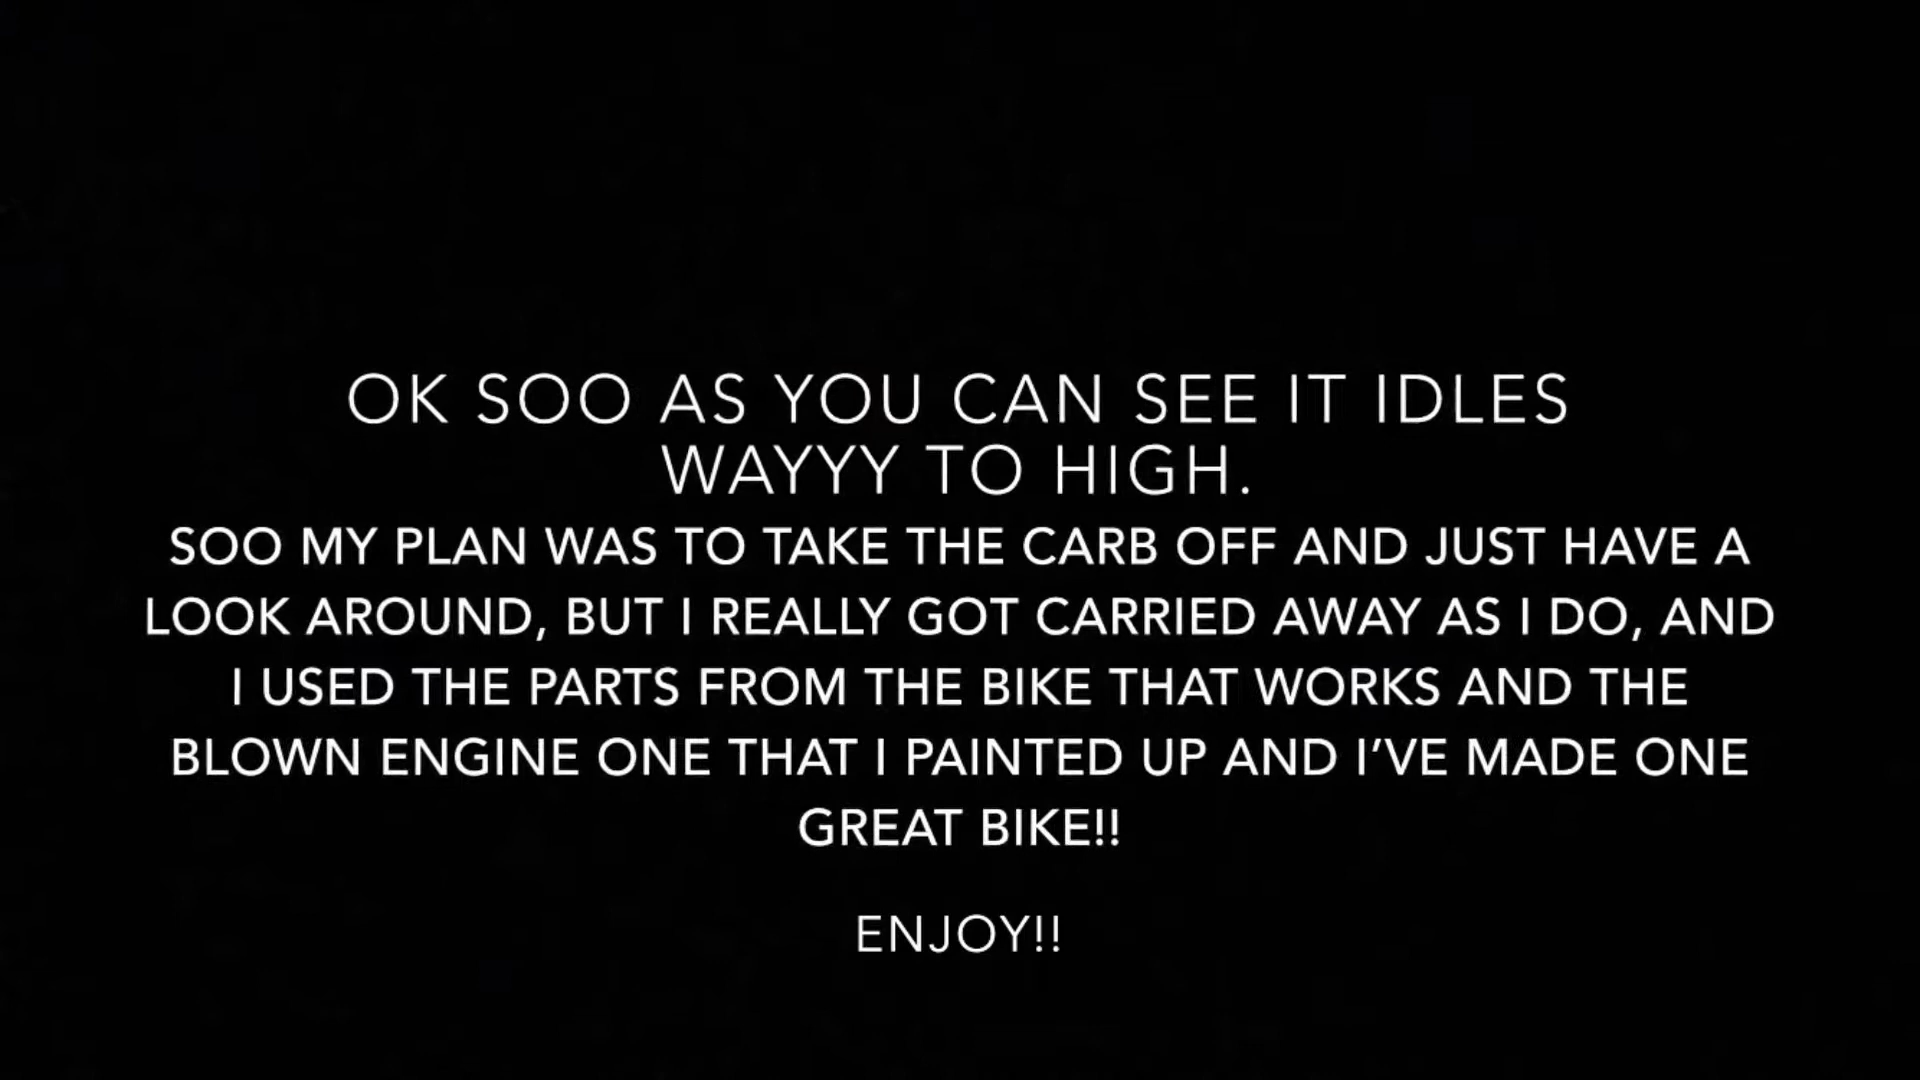 OK SOO AS YOU CAN SEE IT IDLES
WAYYY TO HIGH.
SOO MY PLAN WAS TO TAKE THE CARB OFF AND JUST HAVE A
LOOK AROUND, BUT I REALLY GOT CARRIED AWAY AS I DO, AND
I USED THE PARTS FROM THE BIKE THAT WORKS AND THE
BLOWN ENGINE ONE THAT I PAINTED UP AND I’VE MADE ONE
GREAT BIKE!!
ENJOY!!